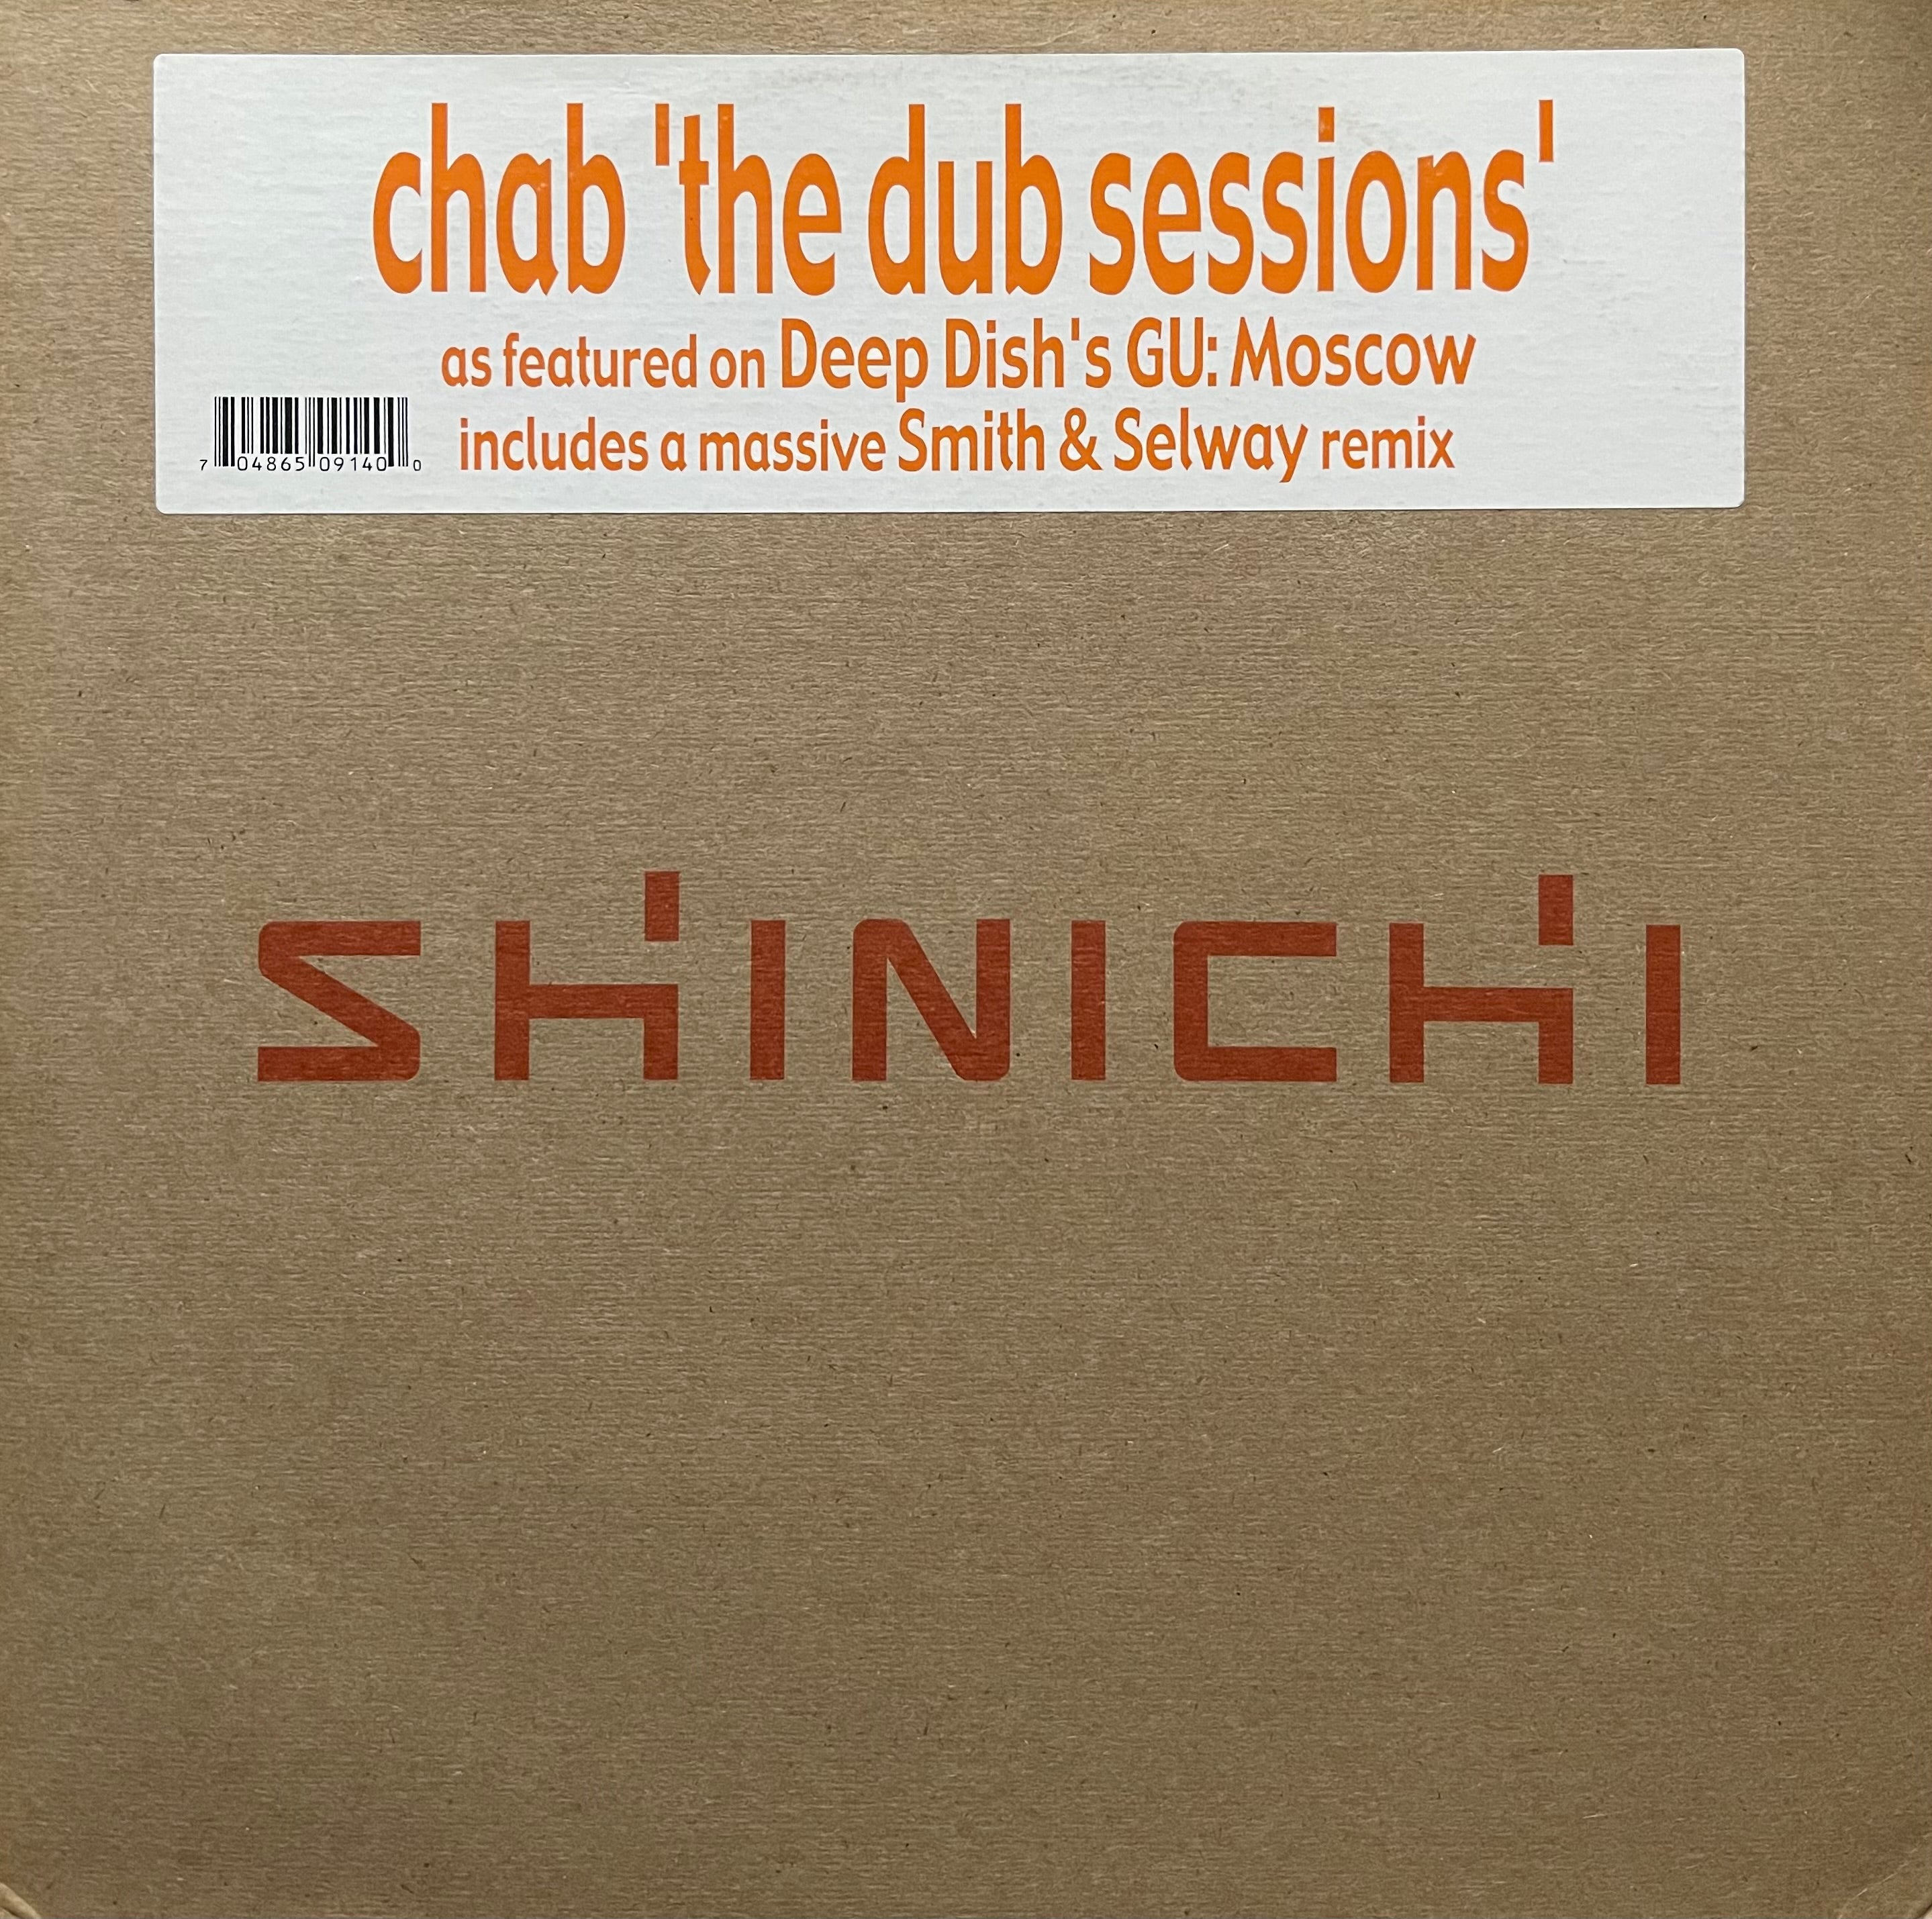 chab 'the dub sessions'
as featured on Deep Dish's GU: Moscow
includes a massive Smith & Selway remix
7 04865 09140 0
SHINICHI